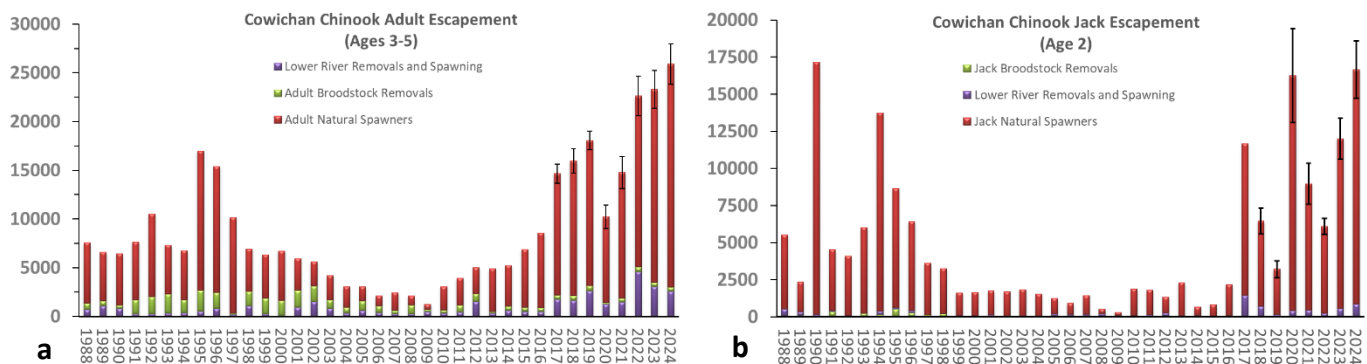 Cowichan Chinook Adult Escapement
(Ages 3-5)
Lower River Removals and Spawning
Adult Broodstock Removals
Adult Natural Spawners
30000
25000
20000
15000
10000
5000
0
1988 1989 1990 1991 1992 1993 1994 1995 1996 1997 1998 1999 2000 2001 2002 2003 2004 2005 2006 2007 2008 2009 2010 2011 2012 2013 2014 2015 2016 2017 2018 2019 2020 2021 2022 2023 2024
a
Cowichan Chinook Jack Escapement
(Age 2)
Jack Broodstock Removals
Lower River Removals and Spawning
Jack Natural Spawners
20000
17500
15000
12500
10000
7500
5000
2500
0
1988 1989 1990 1991 1992 1993 1994 1995 1996 1997 1998 1999 2000 2001 2002 2003 2004 2005 2006 2007 2008 2009 2010 2011 2012 2013 2014 2015 2016 2017 2018 2019 2020 2021 2022 2023 2024
b